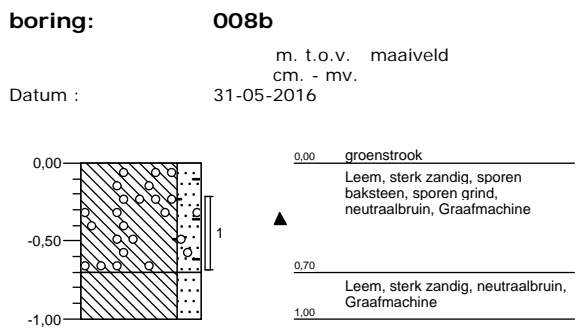 boring: 008b
m. t.o.v. maaiveld
cm. - mv.
Datum : 31-05-2016
0,00
-0,50
-1,00
1
0,00 groenstrook
Leem, sterk zandig, sporen
baksteen, sporen grind,
neutraalbruin, Graafmachine
0,70
Leem, sterk zandig, neutraalbruin,
Graafmachine
1,00